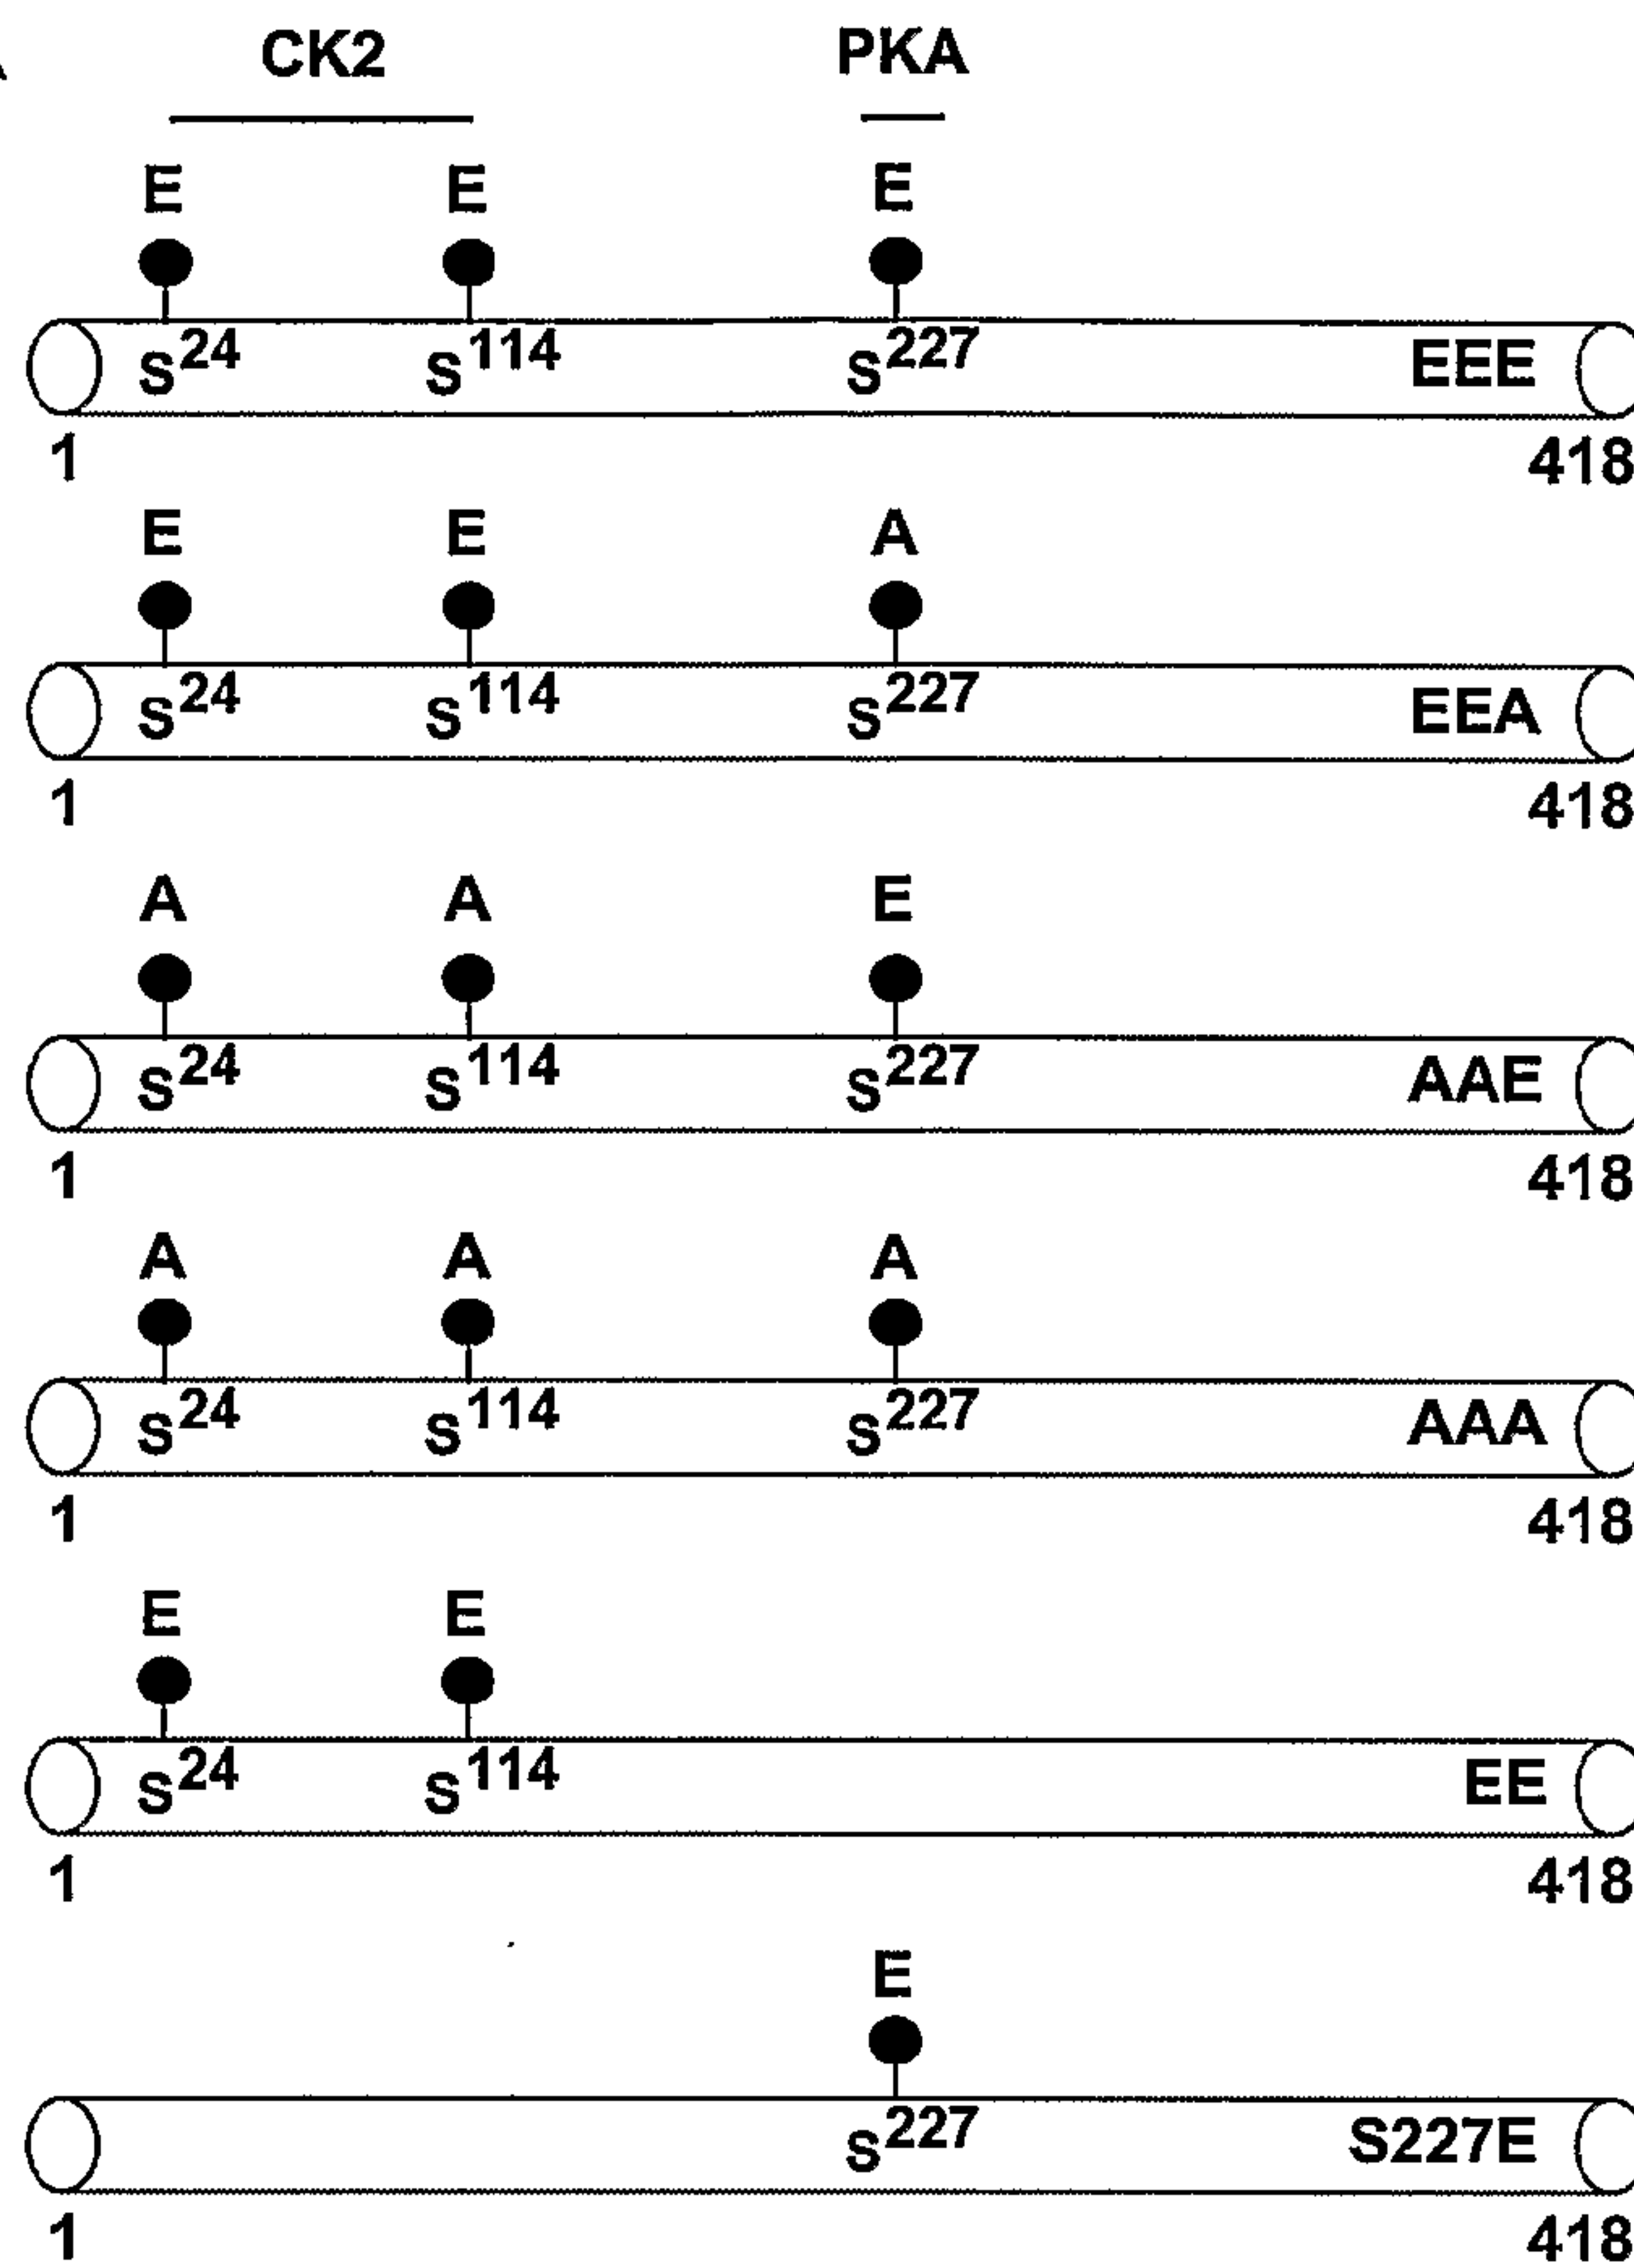 CK2 PKA
E E E
S24 S114 S227 EEE
1 418
E E A
S24 S114 S227 EEA
1 418
A A E
S24 S114 S227 AAE
1 418
A A A
S24 S114 S227 AAA
1 418
E E
S24 S114 EE
1 418
E
S227 S227E
1 418